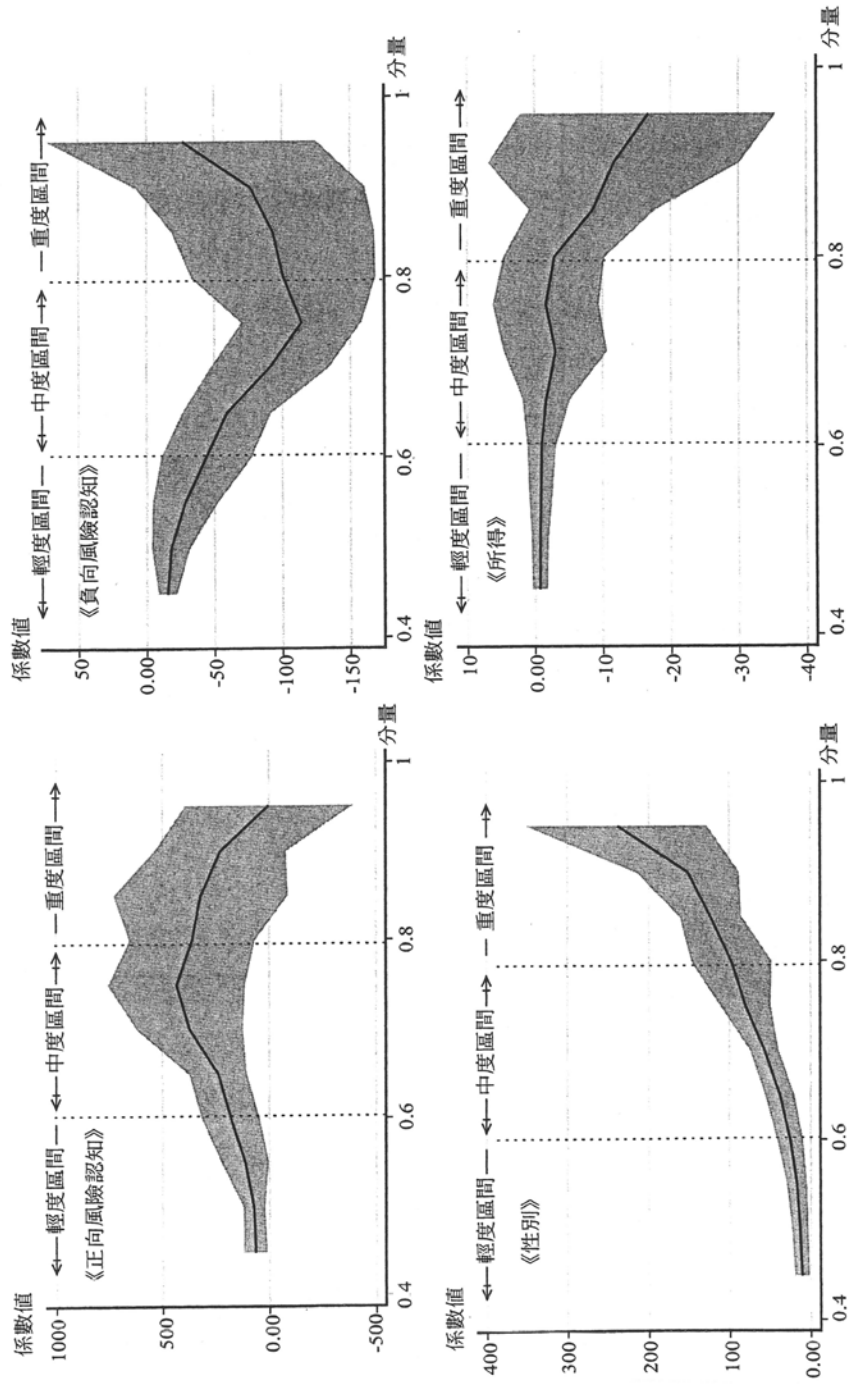 係數值
1000
500
0.00
-500
←輕度區間—
←中度區間→
—重度區間→
《正向風險認知》
0.4
0.6
0.8
1
分量
係數值
50
0.00
-50
-100
-150
←輕度區間—
←中度區間→
—重度區間→
《負向風險認知》
0.4
0.6
0.8
1
分量
係數值
400
300
200
100
0.00
←輕度區間—
←中度區間→
—重度區間→
《性別》
0.4
0.6
0.8
1
係數值
10
0.00
-10
-20
-30
-40
←輕度區間—
←中度區間→
—重度區間→
《所得》
0.4
0.6
0.8
1
分量